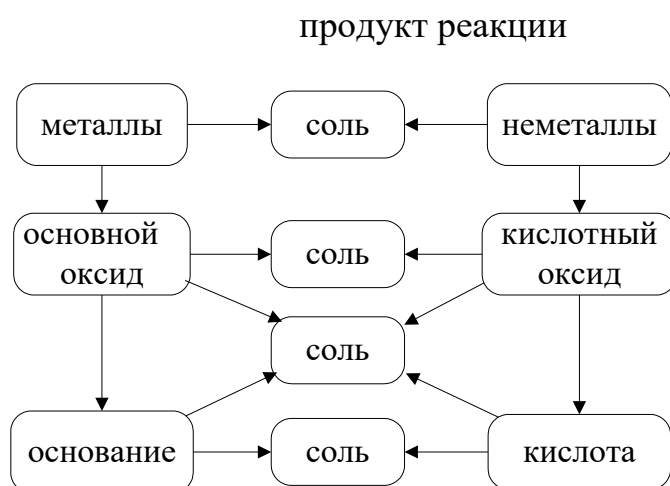 продукт реакции
металлы
соль
неметаллы
основной
оксид
соль
кислотный
оксид
соль
основание
соль
кислота